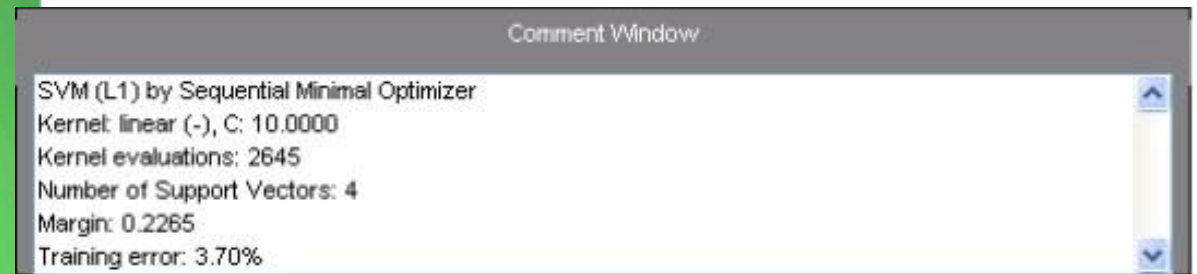 Comment Window
SVM (L1) by Sequential Minimal Optimizer
Kernel: linear (-), C: 10.0000
Kernel evaluations: 2645
Number of Support Vectors: 4
Margin: 0.2265
Training error: 3.70%